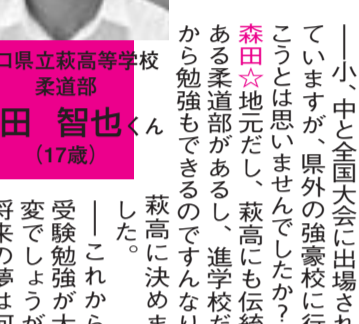 口県立萩高等学校
柔道部
田 智也くん
（17歳）
――小、中と全国大会に出場され
ていますが、県外の強豪校に行
こうとは思いませんでしたか？
森田☆地元だし、萩高にも伝統
ある柔道部があるし、進学校だ
から勉強もできるのですんなり
萩高に決めま
した。
――これから
受験勉強が大
変でしょうが
将来の夢は何